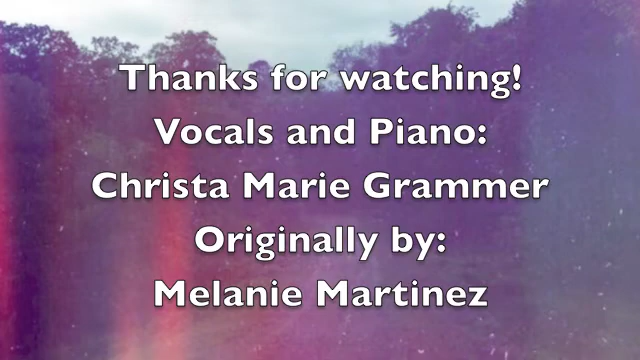 Thanks for watching!
Vocals and Piano:
Christa Marie Grammer
Originally by:
Melanie Martinez